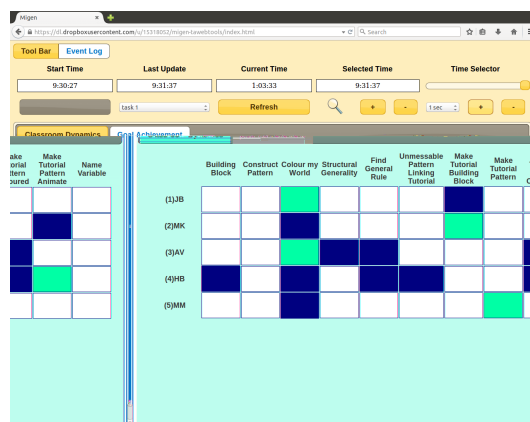 Migen
https://dl.dropboxusercontent.com/u/15318052/migen-tawebtools/index.html
Search
Tool Bar
Event Log
Start Time
Last Update
Current Time
Selected Time
Time Selector
9:30:27
9:31:37
1:03:33
9:31:37
task 1
Refresh
+
-
1 sec
+
-
Classroom Dynamics
Goal Achievement
Make
Tutorial
Pattern
Animate
Name
Variable
Building
Block
Construct
Pattern
Colour my
World
Structural
Generality
Find
General
Rule
Unmessable
Pattern
Linking
Tutorial
Make
Tutorial
Building
Block
Make
Tutorial
Pattern
(1)JB
(2)MK
(3)AV
(4)HB
(5)MM